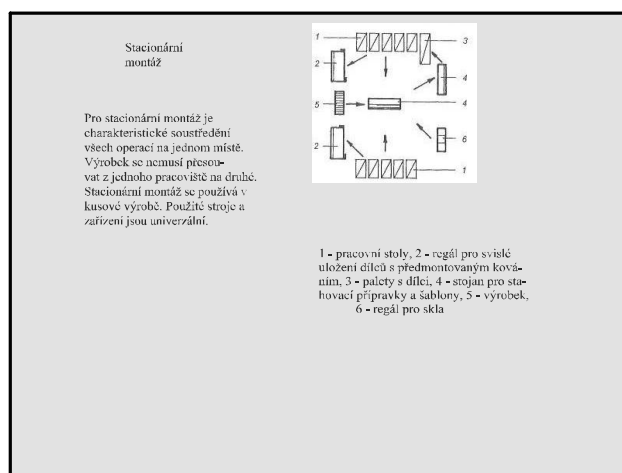 Stacionární
montáž
Pro stacionární montáž je
charakteristické soustředění
všech operací na jednom místě.
Výrobek se nemusí přesou-
vat z jednoho pracoviště na druhé.
Stacionární montáž se používá v
kusové výrobě. Použité stroje a
zařízení jsou univerzální.
1
3
2
4
5
4
6
2
1
1 - pracovní stoly, 2 - regál pro svislé
uložení dílců s předmontovaným ková-
ním, 3 - palety s dílci, 4 - stojan pro sta-
hovací přípravky a šablony, 5 - výrobek,
6 - regál pro skla